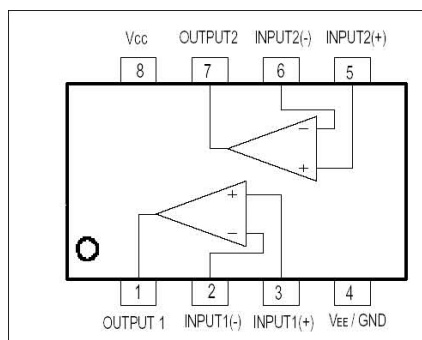 Vcc OUTPUT2 INPUT2(-) INPUT2(+)
8 7 6 5
−
+
+
−
1 2 3 4
OUTPUT 1 INPUT1(-) INPUT1(+) VEE / GND